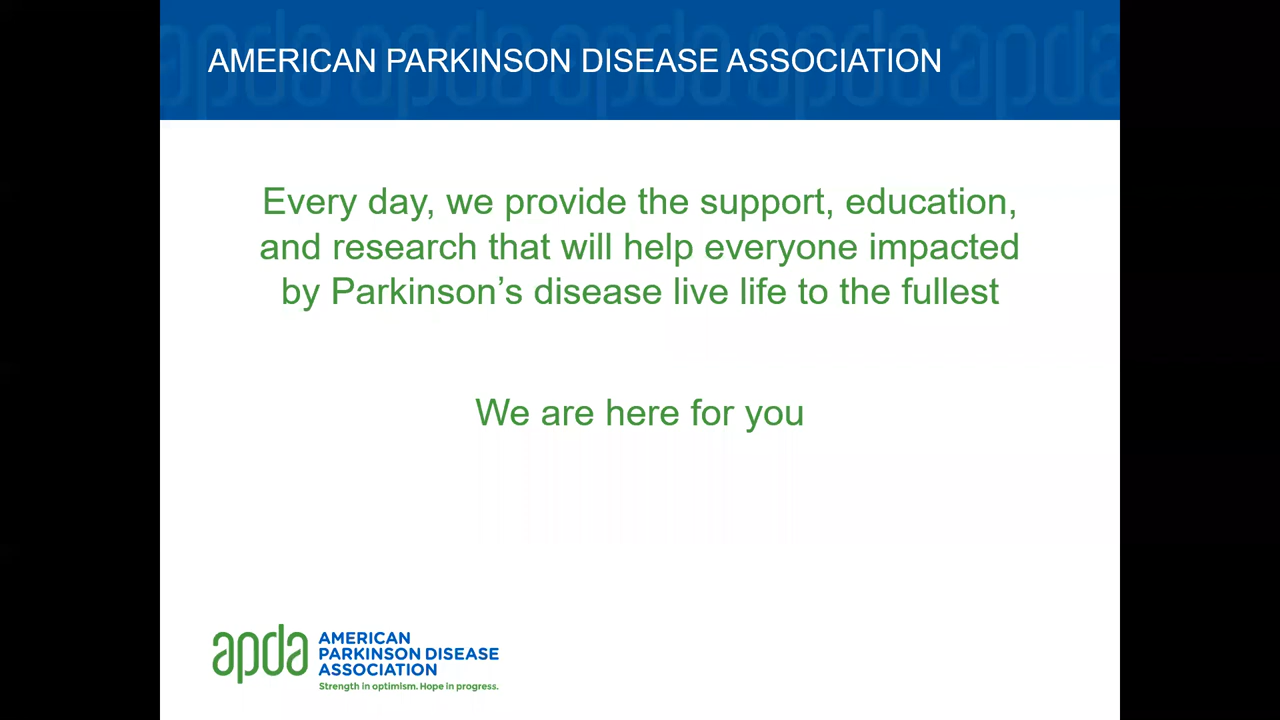 AMERICAN PARKINSON DISEASE ASSOCIATION
Every day, we provide the support, education,
and research that will help everyone impacted
by Parkinson’s disease live life to the fullest
We are here for you
apda
AMERICAN
PARKINSON DISEASE
ASSOCIATION
Strength in optimism. Hope in progress.